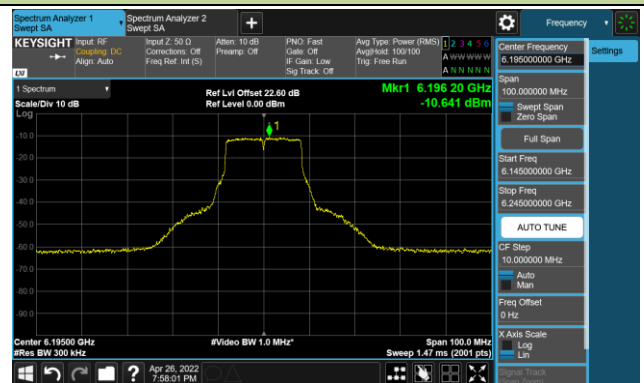 Spectrum Analyzer 1
Swept SA
Spectrum Analyzer 2
Swept SA
Frequency
KEYSIGHT
Input: RF
Coupling: DC
Align: Auto
Input Z: 50 Ω
Corrections: Off
Freq Ref: Int (S)
Atten: 10 dB
Preamp: Off
PNO: Fast
Gate: Off
IF Gain: Low
Sig Track: Off
Avg Type: Power (RMS)
Avg|Hold: 100/100
Trig: Free Run
1 2 3 4 5 6
A W W W W W
A N N N N N
LXI
Center Frequency
6.195000000 GHz
Settings
Span
100.000000 MHz
Swept Span
Zero Span
Full Span
Start Freq
6.145000000 GHz
Stop Freq
6.245000000 GHz
AUTO TUNE
CF Step
10.000000 MHz
Auto
Man
Freq Offset
0 Hz
X Axis Scale
Log
Lin
Signal Track
1 Spectrum
Scale/Div 10 dB
Log
Ref Lvl Offset 22.60 dB
Ref Level 0.00 dBm
Mkr1 6.196 20 GHz
-10.641 dBm
1
-10.0
-20.0
-30.0
-40.0
-50.0
-60.0
-70.0
-80.0
-90.0
Center 6.19500 GHz
#Res BW 300 kHz
#Video BW 1.0 MHz*
Span 100.0 MHz
Sweep 1.47 ms (2001 pts)
Apr 26, 2022
7:58:01 PM